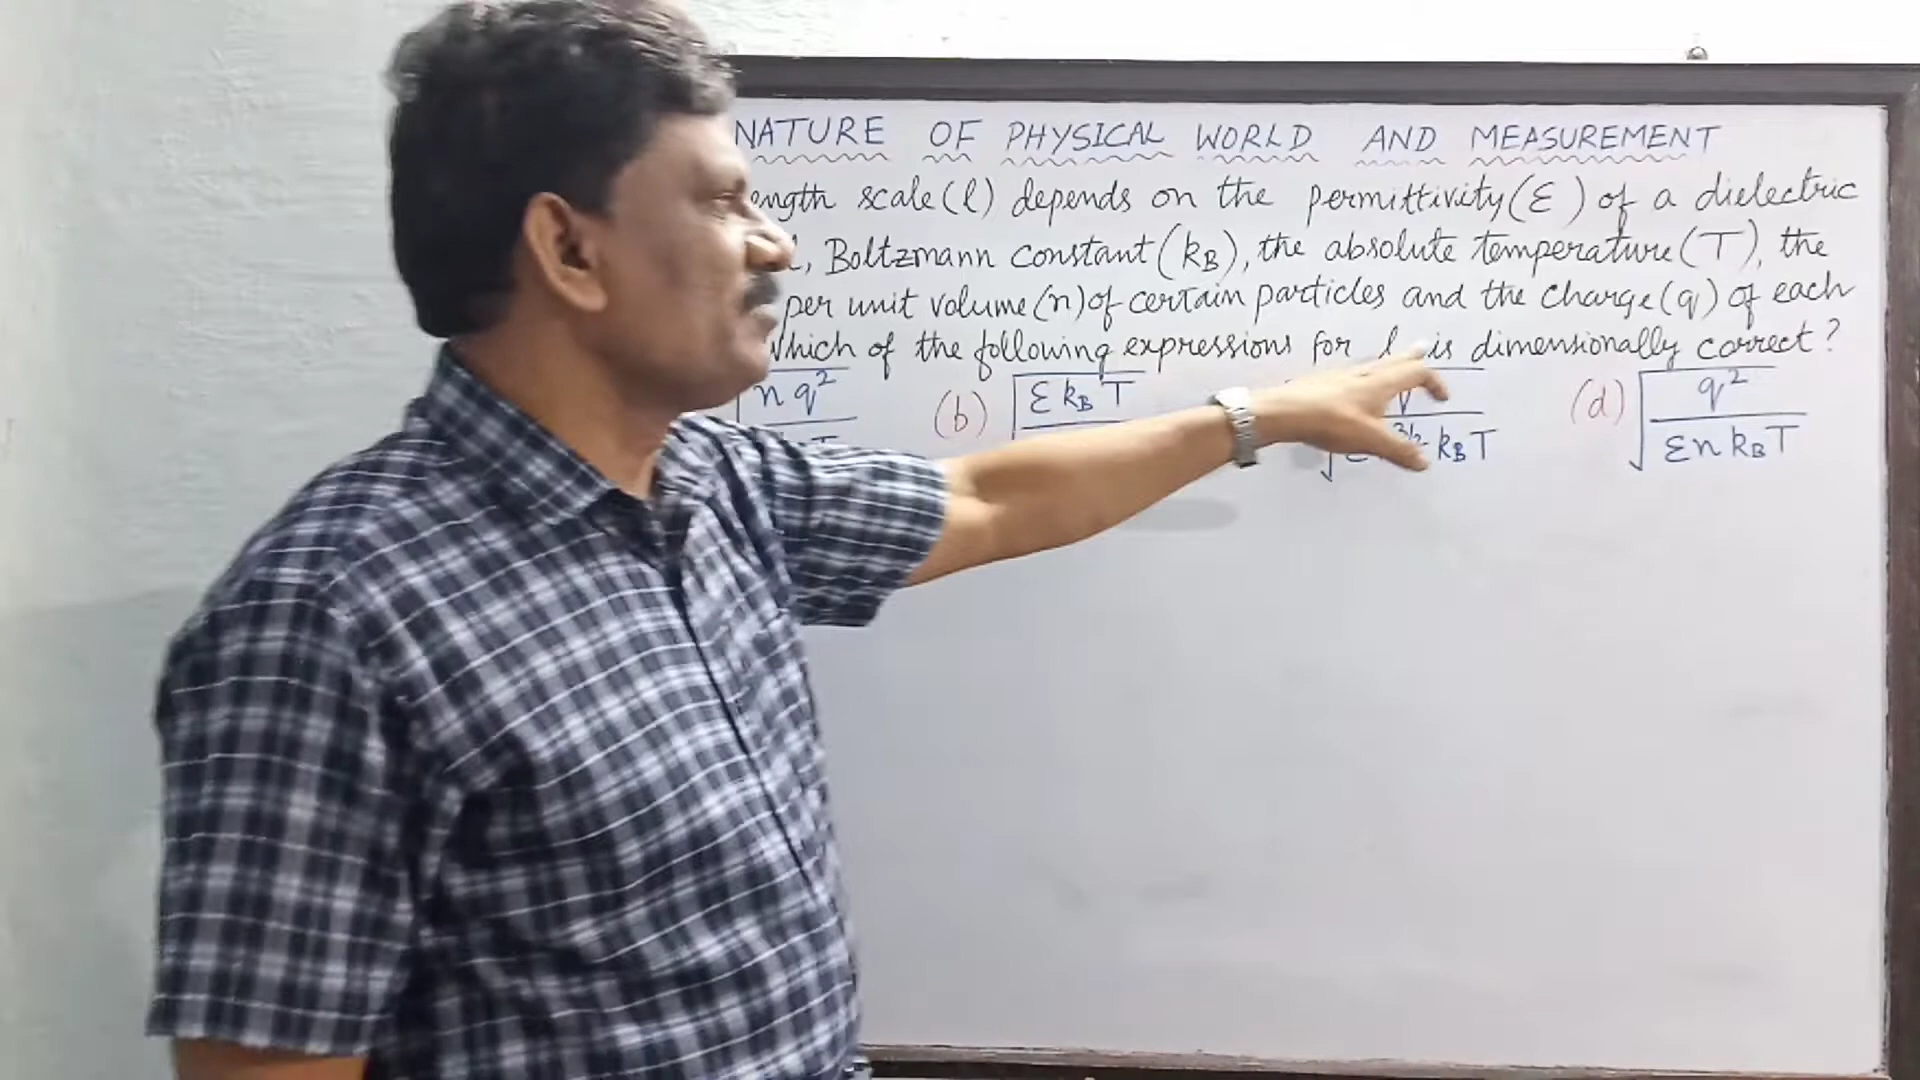 NATURE OF PHYSICAL WORLD AND MEASUREMENT
scale (l) depends on the permittivity (ε) of a dielectric
Boltzmann constant (kB), the absolute temperature (T), the
per unit volume (n) of certain particles and the charge (q) of each
Which of the following expressions for l is dimensionally correct?
n q²
(b) √ ε kB T
3/2 kB T
(d) √ q² / ε n kB T